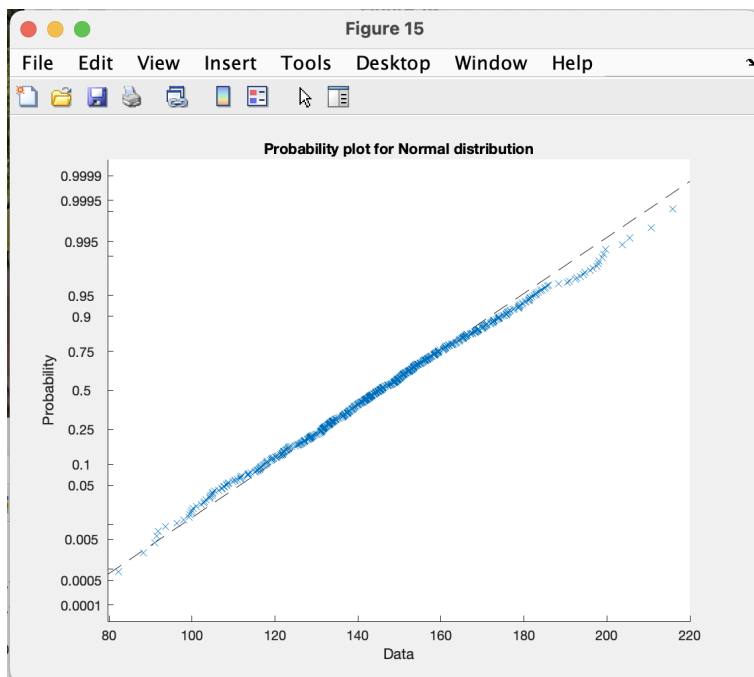 Figure 15
File Edit View Insert Tools Desktop Window Help
Probability plot for Normal distribution
0.9999
0.9995
0.995
0.95
0.9
0.75
0.5
0.25
0.1
0.05
0.005
0.0005
0.0001
Probability
80 100 120 140 160 180 200 220
Data